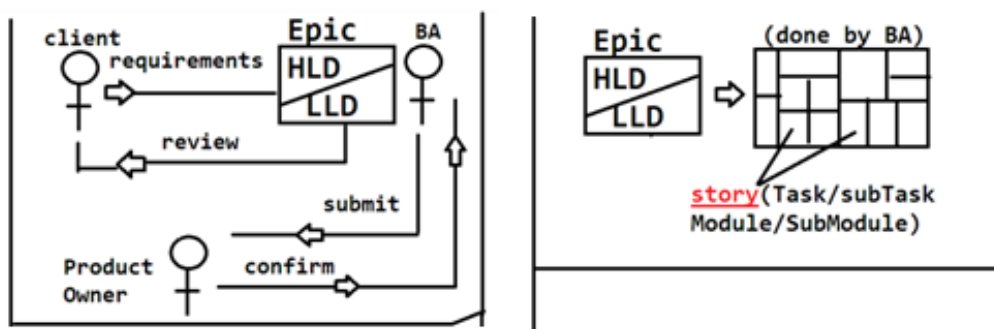 client
requirements
Epic
HLD
LLD
BA
review
submit
Product
Owner
confirm
Epic
HLD
LLD
(done by BA)
story(Task/subTask
Module/SubModule)